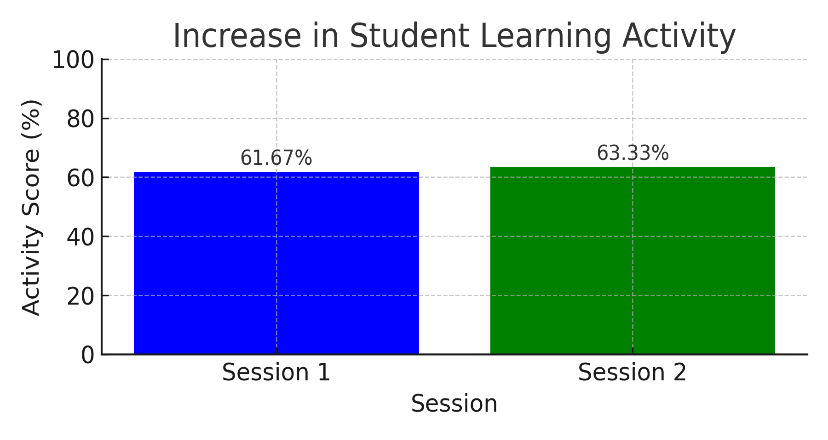 Increase in Student Learning Activity
100
80
60
40
20
0
Activity Score (%)
61.67%
63.33%
Session 1
Session 2
Session